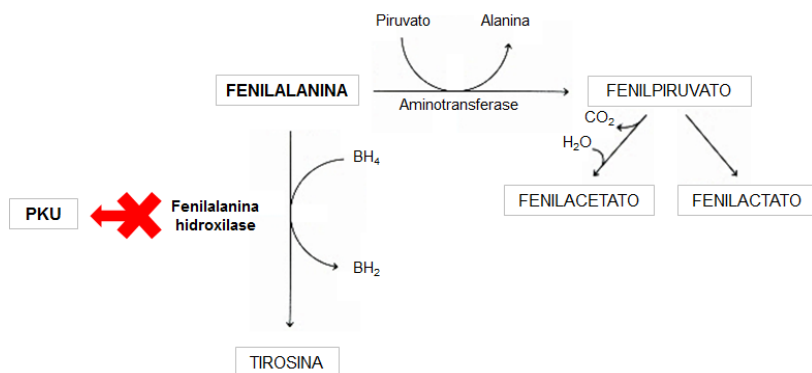 Piruvato
Alanina
FENILALANINA
Aminotransferase
FENILPIRUVATO
CO₂
H₂O
BH₄
FENILACETATO
FENILACTATO
PKU
Fenilalanina
hidroxilase
BH₂
TIROSINA